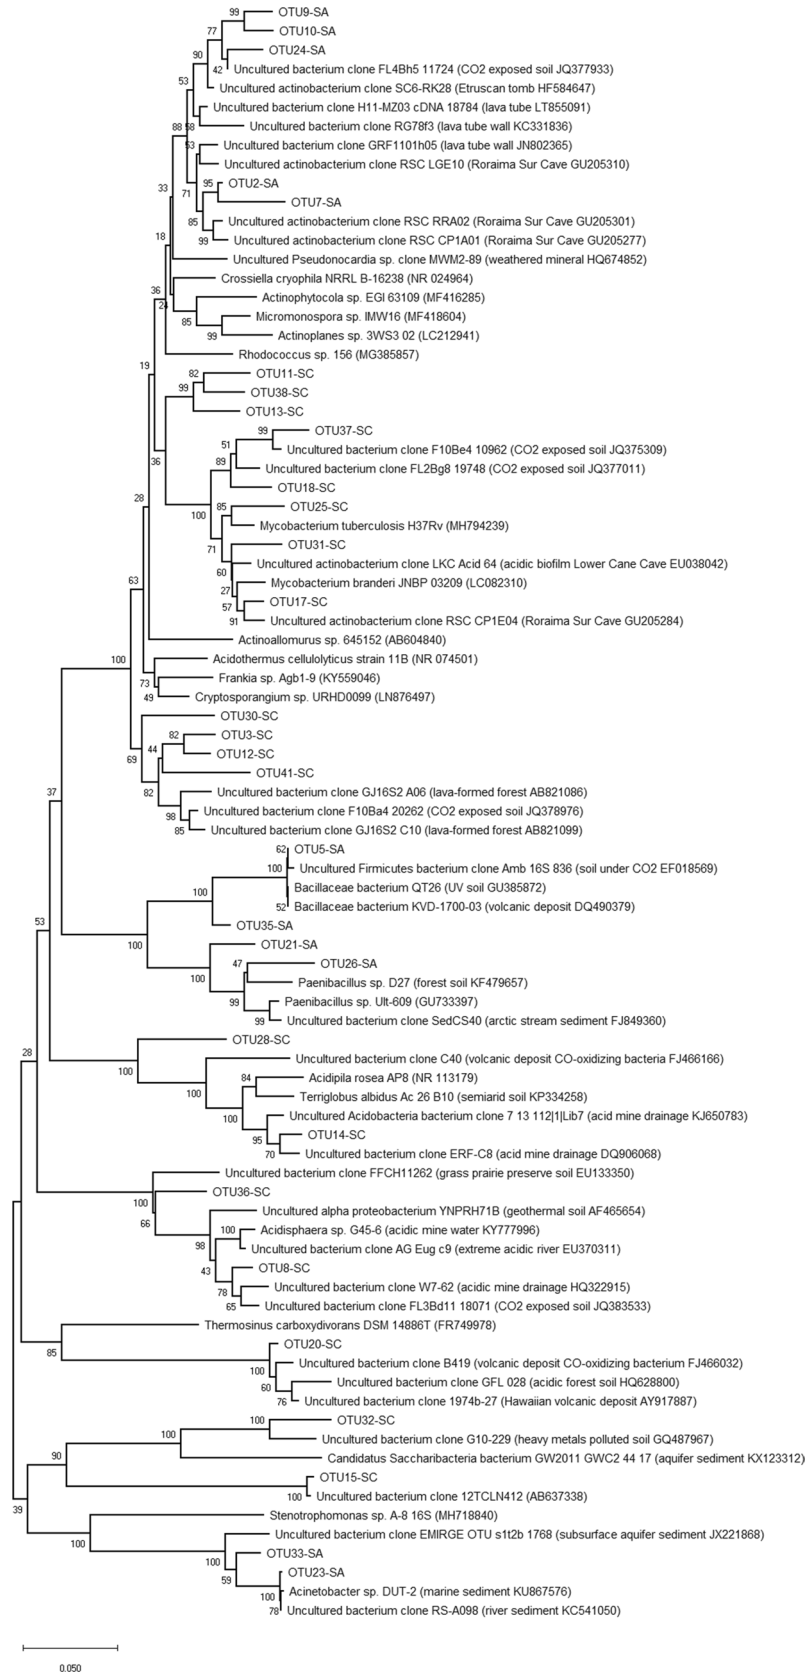 99 OTU9-SA
OTU10-SA
77
OTU24-SA
90
42 Uncultured bacterium clone FL4Bh5 11724 (CO2 exposed soil JQ377933)
53
Uncultured actinobacterium clone SC6-RK28 (Etruscan tomb HF584647)
Uncultured bacterium clone H11-MZ03 cDNA 18784 (lava tube LT855091)
88 58 Uncultured bacterium clone RG78f3 (lava tube wall KC331836)
53 Uncultured bacterium clone GRF1101h05 (lava tube wall JN802365)
Uncultured actinobacterium clone RSC LGE10 (Roraima Sur Cave GU205310)
33 71 95 OTU2-SA
OTU7-SA
85 Uncultured actinobacterium clone RSC RRA02 (Roraima Sur Cave GU205301)
18 99 Uncultured actinobacterium clone RSC CP1A01 (Roraima Sur Cave GU205277)
Uncultured Pseudonocardia sp. clone MWM2-89 (weathered mineral HQ674852)
Crossiella cryophila NRRL B-16238 (NR 024964)
36 24 Actinophytocola sp. EGI 63109 (MF416285)
85 Micromonospora sp. IMW16 (MF418604)
99 Actinoplanes sp. 3WS3 02 (LC212941)
Rhodococcus sp. 156 (MG385857)
19 82 OTU11-SC
99 OTU38-SC
OTU13-SC
99 OTU37-SC
51 Uncultured bacterium clone F10Be4 10962 (CO2 exposed soil JQ375309)
36 89 Uncultured bacterium clone FL2Bg8 19748 (CO2 exposed soil JQ377011)
OTU18-SC
28 100 85 OTU25-SC
Mycobacterium tuberculosis H37Rv (MH794239)
71 OTU31-SC
60 Uncultured actinobacterium clone LKC Acid 64 (acidic biofilm Lower Cane Cave EU038042)
63 27 Mycobacterium branderi JNBP 03209 (LC082310)
57 OTU17-SC
91 Uncultured actinobacterium clone RSC CP1E04 (Roraima Sur Cave GU205284)
Actinoallomurus sp. 645152 (AB604840)
100 Acidothermus cellulolyticus strain 11B (NR 074501)
73 Frankia sp. Agb1-9 (KY559046)
49 Cryptosporangium sp. URHD0099 (LN876497)
OTU30-SC
82 OTU3-SC
69 44 OTU12-SC
OTU41-SC
37 82 Uncultured bacterium clone GJ16S2 A06 (lava-formed forest AB821086)
98 Uncultured bacterium clone F10Ba4 20262 (CO2 exposed soil JQ378976)
85 Uncultured bacterium clone GJ16S2 C10 (lava-formed forest AB821099)
62 OTU5-SA
100 Uncultured Firmicutes bacterium clone Amb 16S 836 (soil under CO2 EF018569)
100 Bacillaceae bacterium QT26 (UV soil GU385872)
52 Bacillaceae bacterium KVD-1700-03 (volcanic deposit DQ490379)
53 OTU35-SA
100 OTU21-SA
47 OTU26-SA
100 Paenibacillus sp. D27 (forest soil KF479657)
99 Paenibacillus sp. Ult-609 (GU733397)
99 Uncultured bacterium clone SedCS40 (arctic stream sediment FJ849360)
OTU28-SC
28 100 Uncultured bacterium clone C40 (volcanic deposit CO-oxidizing bacteria FJ466166)
84 Acidipila rosea AP8 (NR 113179)
100 Terriglobus albidus Ac 26 B10 (semiarid soil KP334258)
100 Uncultured Acidobacteria bacterium clone 7 13 112|1|Lib7 (acid mine drainage KJ650783)
95 OTU14-SC
70 Uncultured bacterium clone ERF-C8 (acid mine drainage DQ906068)
Uncultured bacterium clone FFCH11262 (grass prairie preserve soil EU133350)
100 OTU36-SC
66 Uncultured alpha proteobacterium YNPRH71B (geothermal soil AF465654)
100 Acidisphaera sp. G45-6 (acidic mine water KY777996)
98 Uncultured bacterium clone AG Eug c9 (extreme acidic river EU370311)
43 OTU8-SC
78 Uncultured bacterium clone W7-62 (acidic mine drainage HQ322915)
65 Uncultured bacterium clone FL3Bd11 18071 (CO2 exposed soil JQ383533)
Thermosinus carboxydivorans DSM 14886T (FR749978)
85 OTU20-SC
100 Uncultured bacterium clone B419 (volcanic deposit CO-oxidizing bacterium FJ466032)
60 Uncultured bacterium clone GFL 028 (acidic forest soil HQ628800)
76 Uncultured bacterium clone 1974b-27 (Hawaiian volcanic deposit AY917887)
100 OTU32-SC
100 Uncultured bacterium clone G10-229 (heavy metals polluted soil GQ487967)
90 Candidatus Saccharibacteria bacterium GW2011 GWC2 44 17 (aquifer sediment KX123312)
OTU15-SC
100 Uncultured bacterium clone 12TCLN412 (AB637338)
39 Stenotrophomonas sp. A-8 16S (MH718840)
100 Uncultured bacterium clone EMIRGE OTU s1t2b 1768 (subsurface aquifer sediment JX221868)
100 OTU33-SA
59 OTU23-SA
100 Acinetobacter sp. DUT-2 (marine sediment KU867576)
78 Uncultured bacterium clone RS-A098 (river sediment KC541050)
0.050